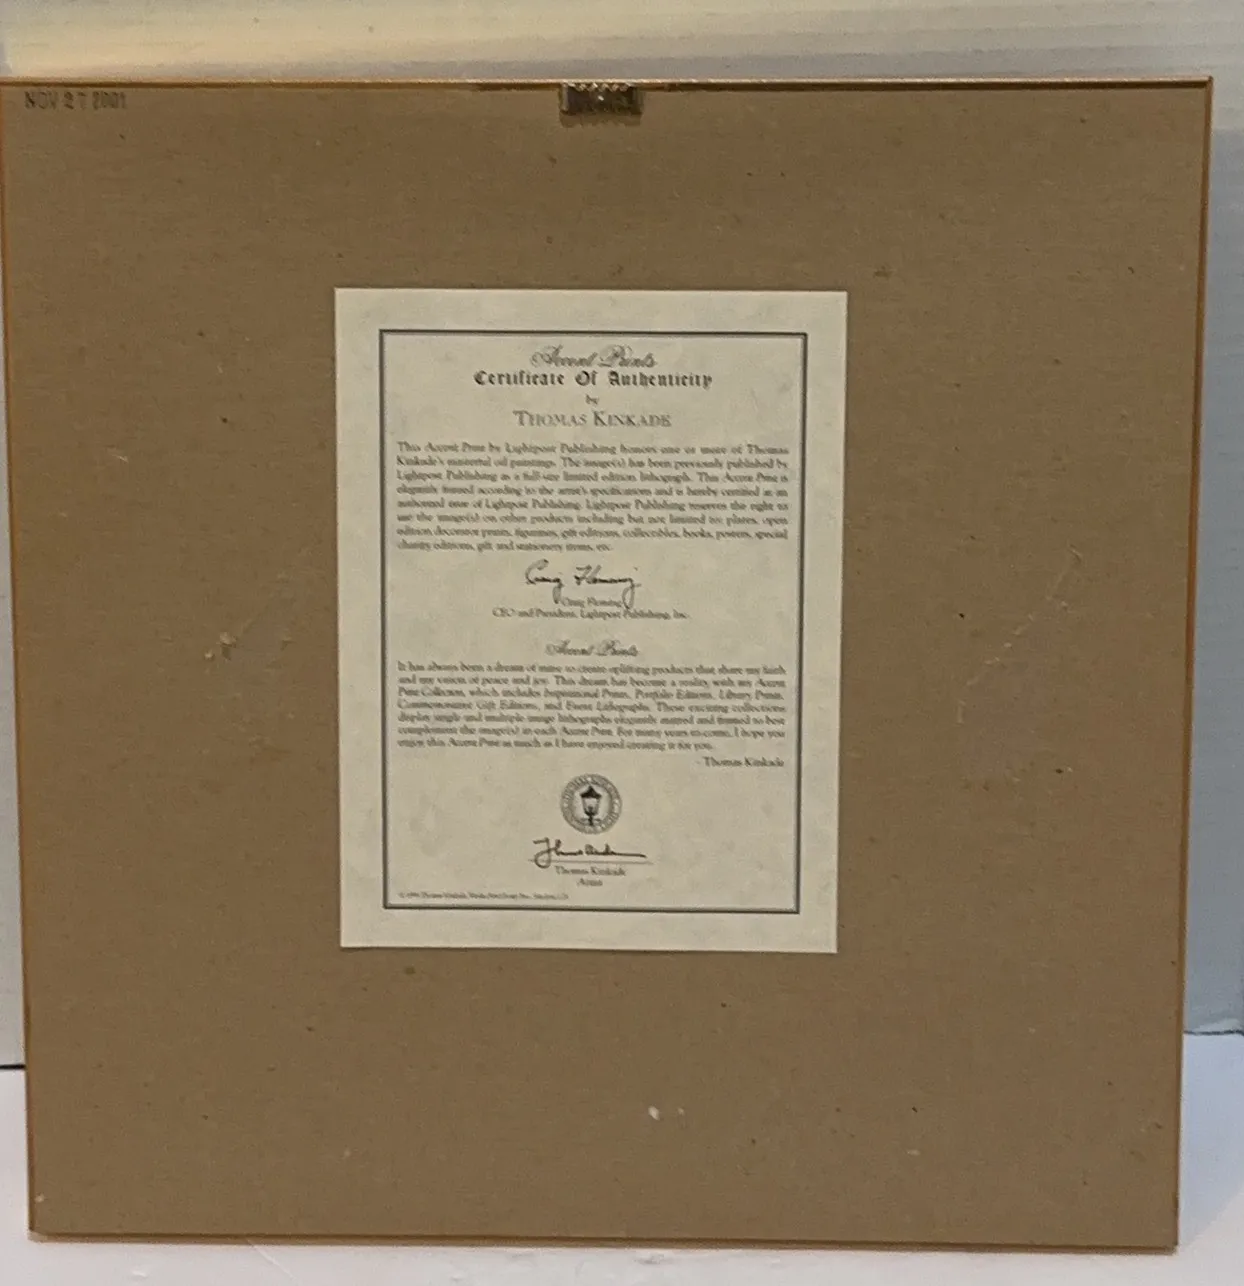 NOV 27 2001
Accent Prints
Certificate Of Authenticity
by
THOMAS KINKADE
This Accent Print by Lightpost Publishing honors one or more of Thomas
Kinkade's masterful oil paintings. The image(s) has been previously published by
Lightpost Publishing as a full-size limited edition lithograph. This Accent Print is
elegantly framed according to the artist's specifications and is hereby certified as an
authorized issue of Lightpost Publishing. Lightpost Publishing reserves the right to
use the image(s) on other products including but not limited to: plates, open
edition decorator prints, figurines, gift editions, collectibles, books, posters, special
charity editions, gift and stationery items, etc.
Craig Fleming
Craig Fleming
CEO and President, Lightpost Publishing, Inc.
Accent Prints
It has always been a dream of mine to create uplifting products that share my faith
and my vision of peace and joy. This dream has become a reality with my Accent
Print Collection, which includes Inspirational Prints, Portfolio Editions, Library Prints,
Commemorative Gift Editions, and Event Lithographs. These exciting collections
display single and multiple image lithographs elegantly matted and framed to best
complement the image(s) in each Accent Print. For many years to come, I hope you
enjoy this Accent Print as much as I have enjoyed creating it for you.
- Thomas Kinkade
Thomas Kinkade
Artist